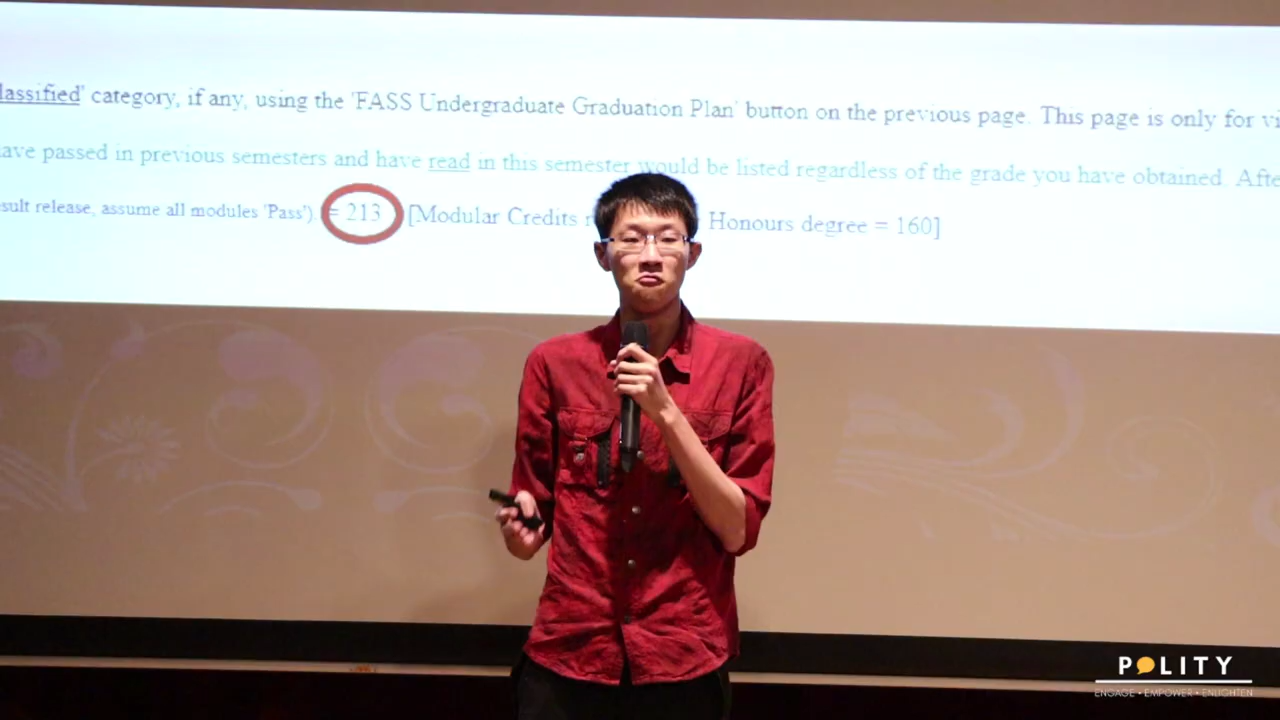 lassified' category, if any, using the 'FASS Undergraduate Graduation Plan' button on the previous page. This page is only for vi
ave passed in previous semesters and have read in this semester would be listed regardless of the grade you have obtained. Afte
sult release, assume all modules 'Pass'). = 213 [Modular Credits r Honours degree = 160]
POLITY
ENGAGE • EMPOWER • ENLIGHTEN